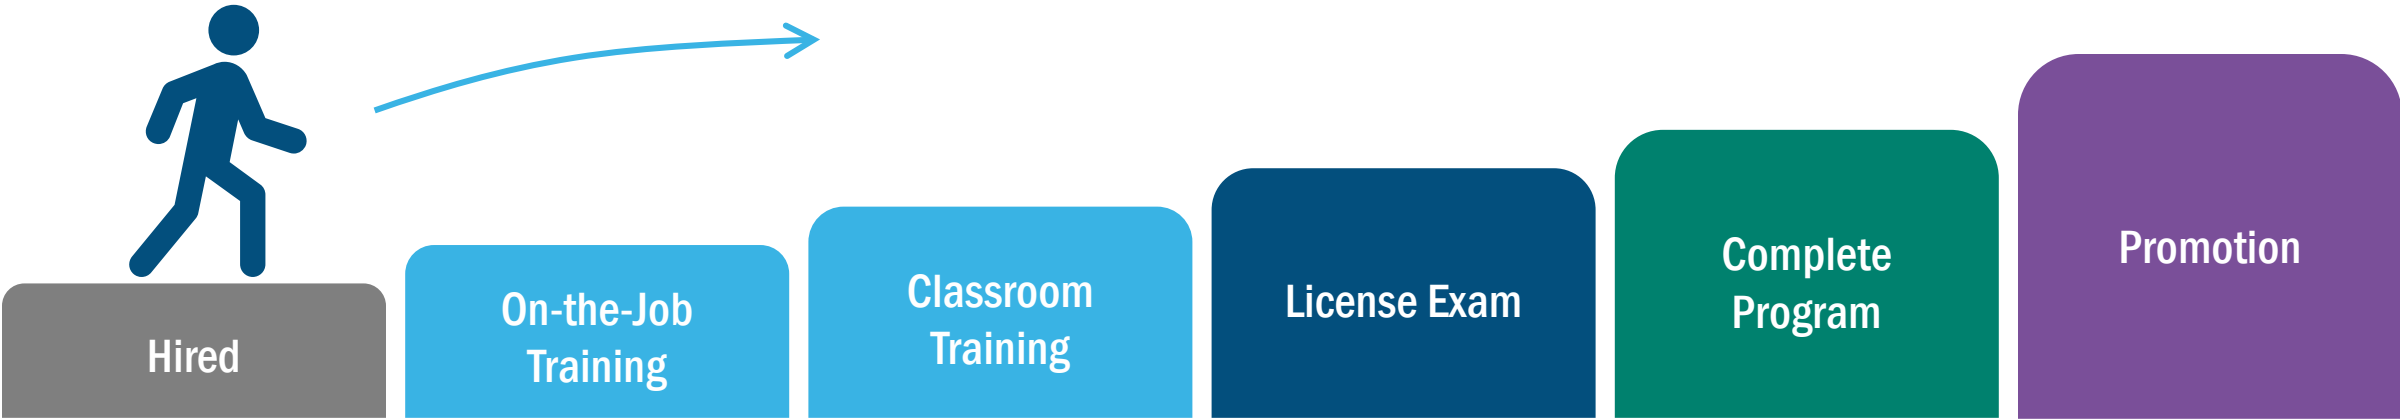 Hired
On-the-Job
Training
Classroom
Training
License Exam
Complete
Program
Promotion